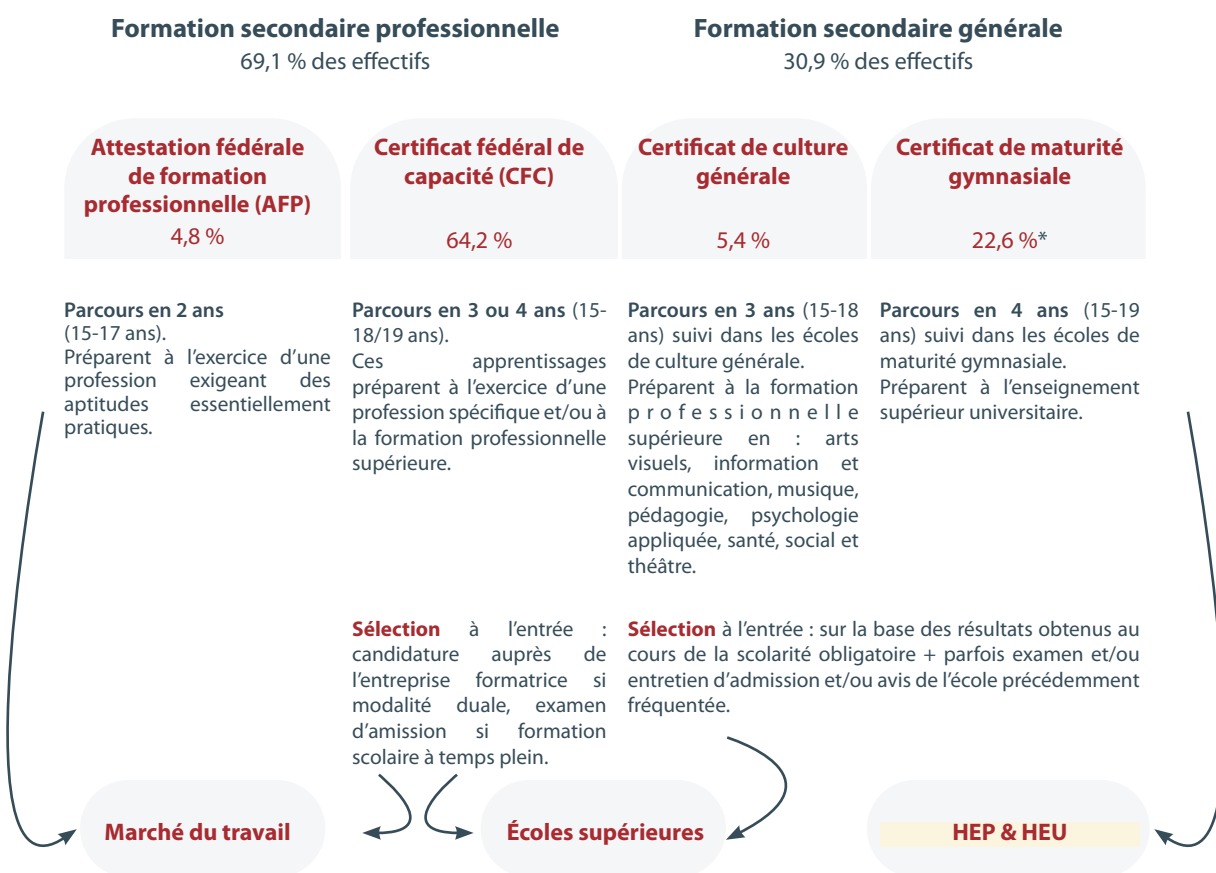 Formation secondaire professionnelle
69,1 % des effectifs
Formation secondaire générale
30,9 % des effectifs
Attestation fédérale
de formation
professionnelle (AFP)
4,8 %
Certificat fédéral de
capacité (CFC)
64,2 %
Certificat de culture
générale
5,4 %
Certificat de maturité
gymnasiale
22,6 %*
Parcours en 2 ans
(15-17 ans).
Préparent à l’exercice d’une
profession exigeant des
aptitudes essentiellement
pratiques.
Parcours en 3 ou 4 ans (15-
18/19 ans).
Ces apprentissages
préparent à l’exercice d’une
profession spécifique et/ou à
la formation professionnelle
supérieure.
Parcours en 3 ans (15-18
ans) suivi dans les écoles
de culture générale.
Préparent à la formation
professionnelle
supérieure en : arts
visuels, information et
communication, musique,
pédagogie, psychologie
appliquée, santé, social et
théâtre.
Parcours en 4 ans (15-19
ans) suivi dans les écoles de
maturité gymnasiale.
Préparent à l’enseignement
supérieur universitaire.
Sélection à l’entrée :
candidature auprès de
l’entreprise formatrice si
modalité duale, examen
d’amission si formation
scolaire à temps plein.
Sélection à l’entrée : sur la base des résultats obtenus au
cours de la scolarité obligatoire + parfois examen et/ou
entretien d’admission et/ou avis de l’école précédemment
fréquentée.
Marché du travail
Écoles supérieures
HEP & HEU